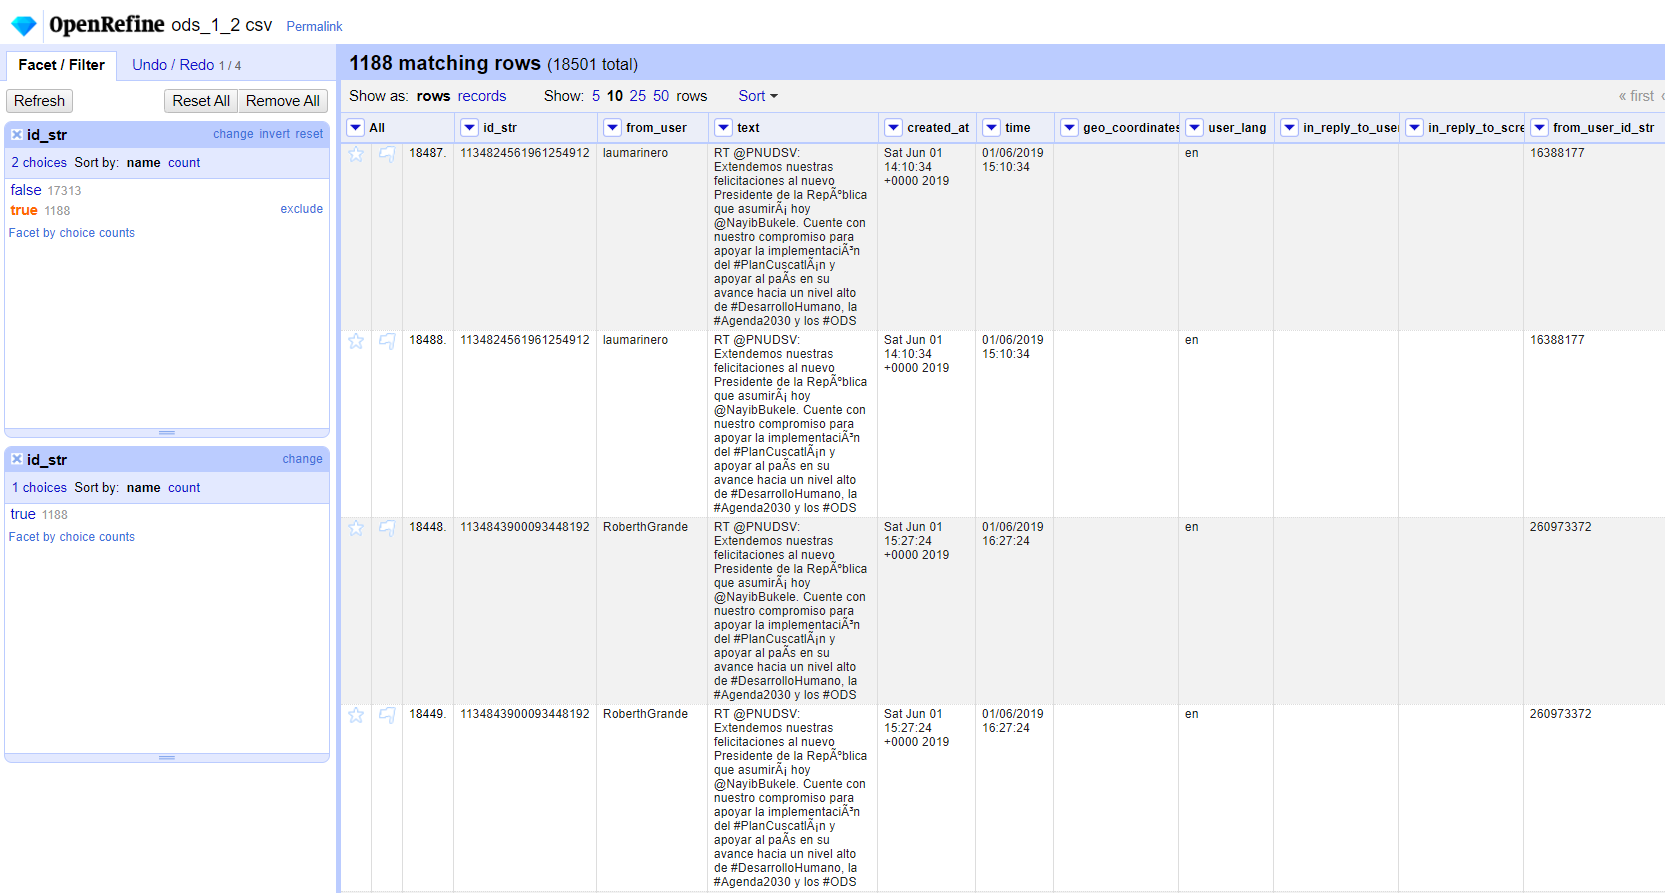 OpenRefine ods_1_2 csv Permalink
Facet / Filter Undo / Redo 1 / 4
Refresh Reset All Remove All
id_str change invert reset
2 choices Sort by: name count
false 17313
true 1188 exclude
Facet by choice counts
id_str change
1 choices Sort by: name count
true 1188
Facet by choice counts
1188 matching rows (18501 total)
Show as: rows records Show: 5 10 25 50 rows Sort « first ‹
All id_str from_user text created_at time geo_coordinates user_lang in_reply_to_use in_reply_to_scre from_user_id_str
18487. 1134824561961254912 laumarinero RT @PNUDSV: Sat Jun 01 01/06/2019 en 16388177
Extendemos nuestras 14:10:34 15:10:34
felicitaciones al nuevo +0000 2019
Presidente de la RepÃºblica
que asumirÃ¡ hoy
@NayibBukele. Cuente con
nuestro compromiso para
apoyar la implementaciÃ³n
del #PlanCuscatlÃ¡n y
apoyar al paÃ­s en su
avance hacia un nivel alto
de #DesarrolloHumano, la
#Agenda2030 y los #ODS
18488. 1134824561961254912 laumarinero RT @PNUDSV: Sat Jun 01 01/06/2019 en 16388177
Extendemos nuestras 14:10:34 15:10:34
felicitaciones al nuevo +0000 2019
Presidente de la RepÃºblica
que asumirÃ¡ hoy
@NayibBukele. Cuente con
nuestro compromiso para
apoyar la implementaciÃ³n
del #PlanCuscatlÃ¡n y
apoyar al paÃ­s en su
avance hacia un nivel alto
de #DesarrolloHumano, la
#Agenda2030 y los #ODS
18448. 1134843900093448192 RoberthGrande RT @PNUDSV: Sat Jun 01 01/06/2019 en 260973372
Extendemos nuestras 15:27:24 16:27:24
felicitaciones al nuevo +0000 2019
Presidente de la RepÃºblica
que asumirÃ¡ hoy
@NayibBukele. Cuente con
nuestro compromiso para
apoyar la implementaciÃ³n
del #PlanCuscatlÃ¡n y
apoyar al paÃ­s en su
avance hacia un nivel alto
de #DesarrolloHumano, la
#Agenda2030 y los #ODS
18449. 1134843900093448192 RoberthGrande RT @PNUDSV: Sat Jun 01 01/06/2019 en 260973372
Extendemos nuestras 15:27:24 16:27:24
felicitaciones al nuevo +0000 2019
Presidente de la RepÃºblica
que asumirÃ¡ hoy
@NayibBukele. Cuente con
nuestro compromiso para
apoyar la implementaciÃ³n
del #PlanCuscatlÃ¡n y
apoyar al paÃ­s en su
avance hacia un nivel alto
de #DesarrolloHumano, la
#Agenda2030 y los #ODS